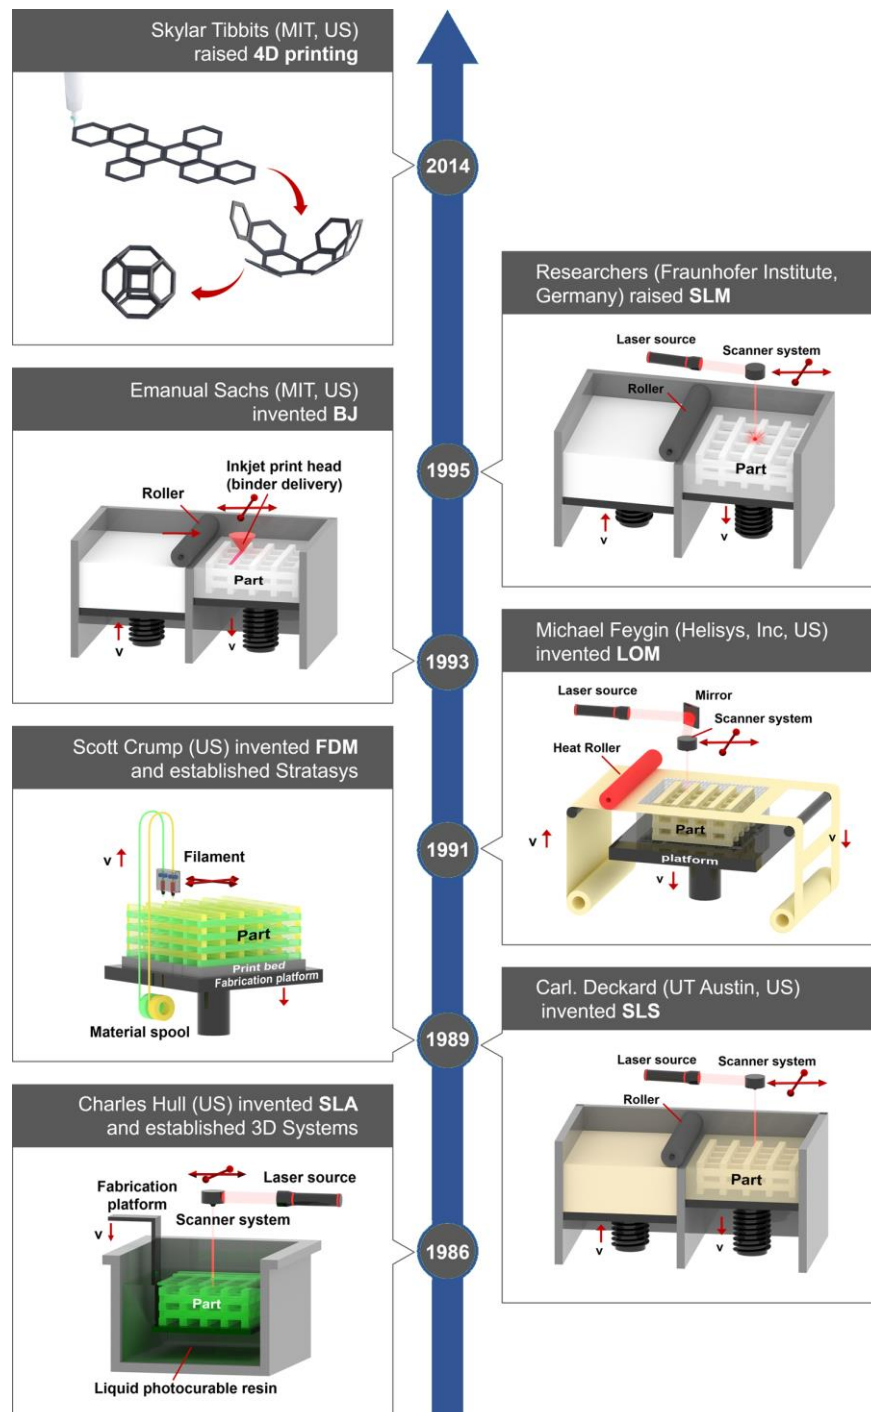 Skylar Tibbits (MIT, US)
raised 4D printing
2014
Researchers (Fraunhofer Institute,
Germany) raised SLM
Laser source
Scanner system
Roller
Part
v
v
1995
Emanual Sachs (MIT, US)
invented BJ
Inkjet print head
(binder delivery)
Roller
Part
v
v
1993
Michael Feygin (Helisys, Inc, US)
invented LOM
Laser source
Mirror
Scanner system
Heat Roller
Part
platform
v
v
v
1991
Scott Crump (US) invented FDM
and established Stratasys
v
Filament
Part
Print bed
Fabrication platform
Material spool
1989
Carl. Deckard (UT Austin, US)
invented SLS
Laser source
Scanner system
Roller
Part
v
v
Charles Hull (US) invented SLA
and established 3D Systems
Laser source
Fabrication
platform
Scanner system
v
Part
Liquid photocurable resin
1986